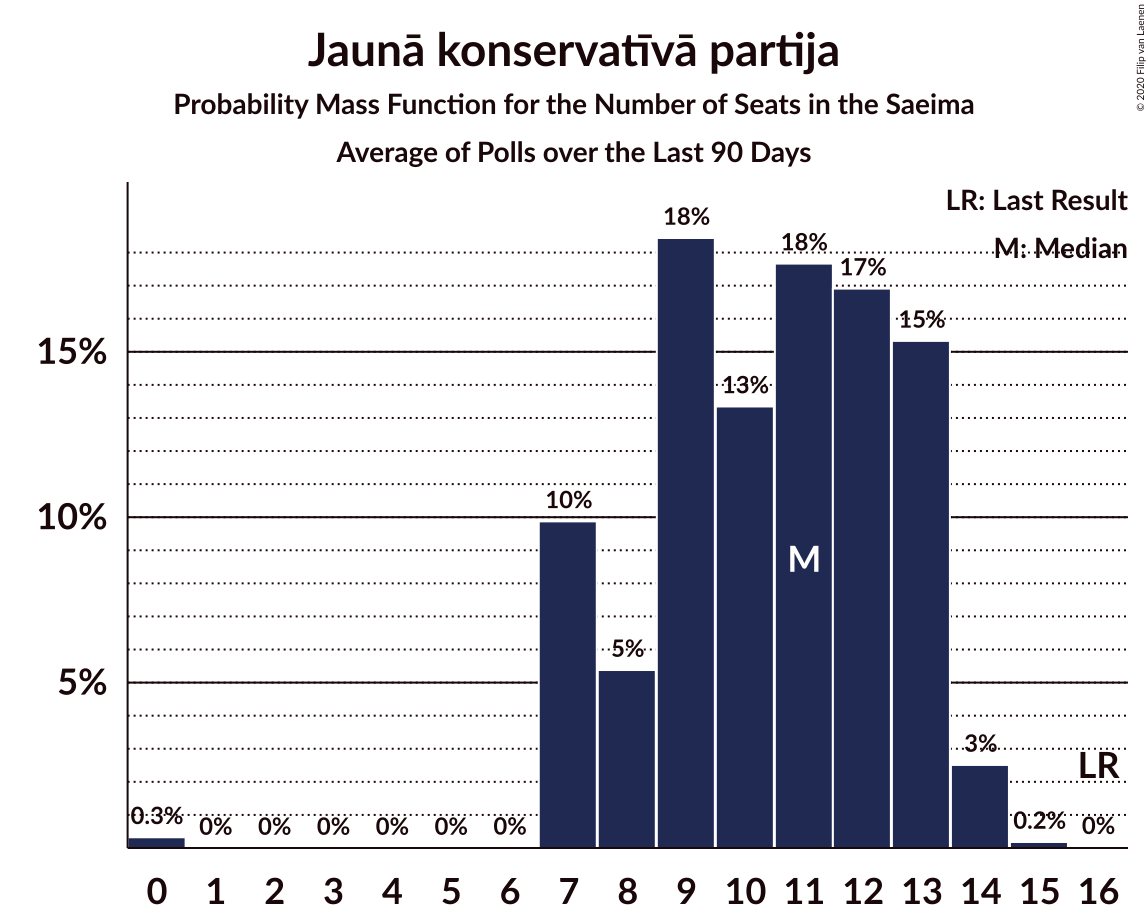 Jaunā konservatīvā partija
Probability Mass Function for the Number of Seats in the Saeima
Average of Polls over the Last 90 Days
© 2020 Filip van Laenen
LR: Last Result
M: Median
18%
18%
17%
15%
15%
13%
10%
10%
M
5%
5%
3%
LR
0.3%
0%
0%
0%
0%
0%
0%
0.2%
0%
0 1 2 3 4 5 6 7 8 9 10 11 12 13 14 15 16